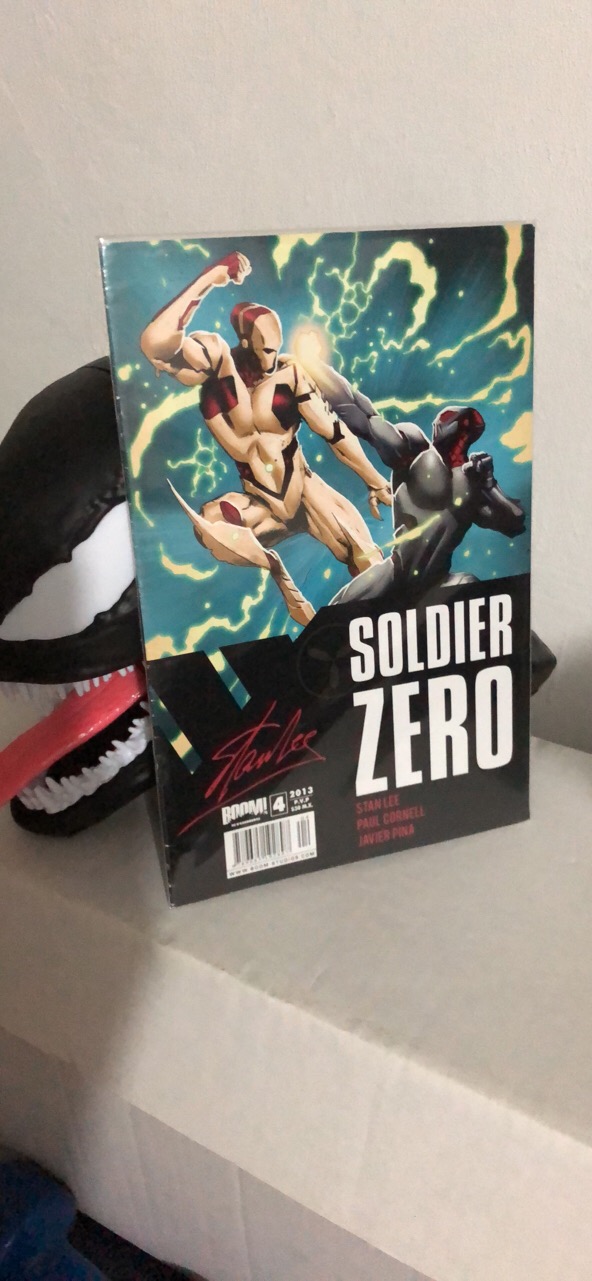 SOLDIER
ZERO
Stan Lee
STAN LEE
PAUL CORNELL
JAVIER PINA
BOOM! 4 2013
P.V.P
WWW.BOOM-STUDIOS.COM